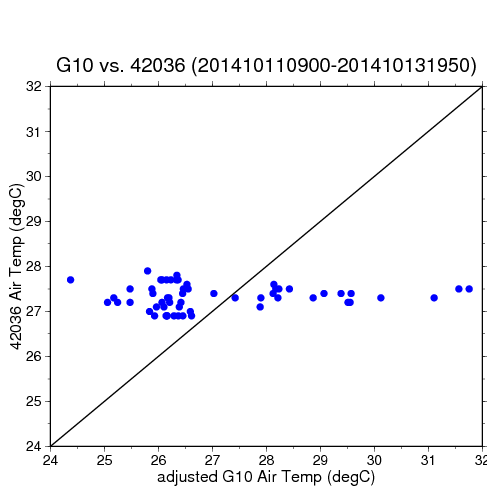 G10 vs. 42036 (201410110900-201410131950)
32
31
30
29
28
27
26
25
24
42036 Air Temp (degC)
24 25 26 27 28 29 30 31 32
adjusted G10 Air Temp (degC)